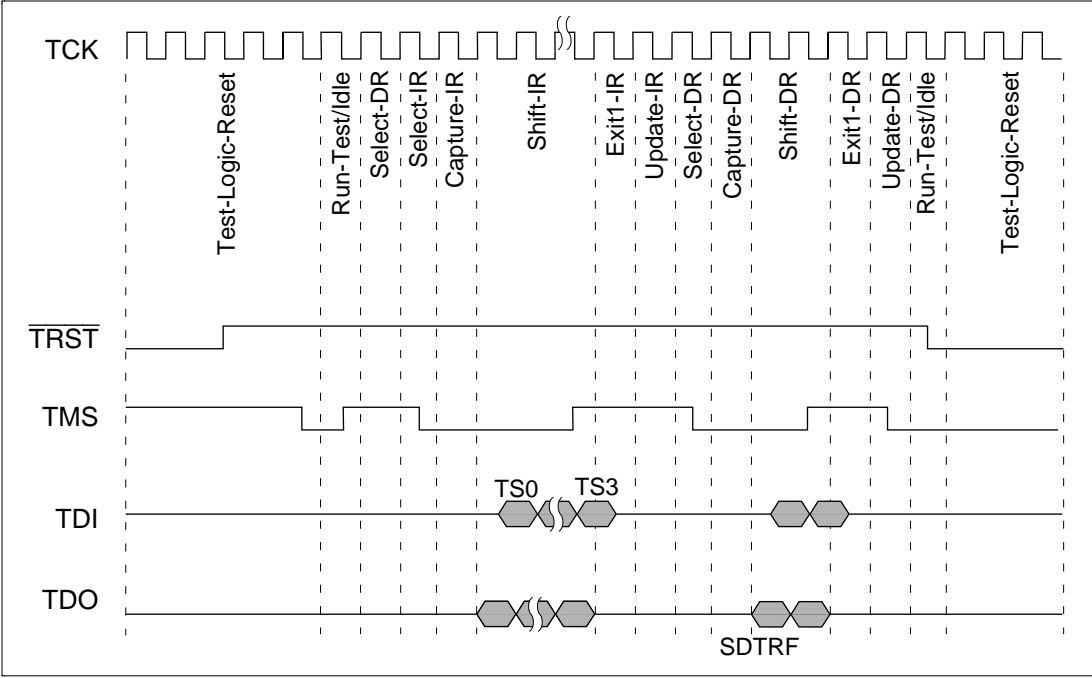 TCK
Test-Logic-Reset
Run-Test/Idle
Select-DR
Select-IR
Capture-IR
Shift-IR
Exit1-IR
Update-IR
Select-DR
Capture-DR
Shift-DR
Exit1-DR
Update-DR
Run-Test/Idle
Test-Logic-Reset
TRST
TMS
TS0 TS3
TDI
TDO
SDTRF